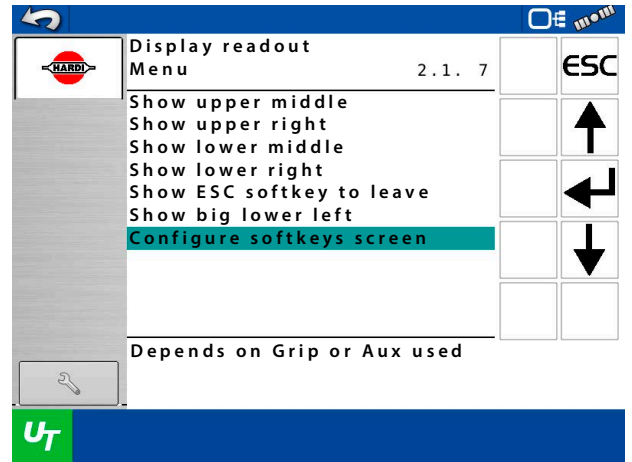 HARDI
Display readout
Menu 2.1. 7
ESC
Show upper middle
Show upper right
Show lower middle
Show lower right
Show ESC softkey to leave
Show big lower left
Configure softkeys screen
Depends on Grip or Aux used
UT